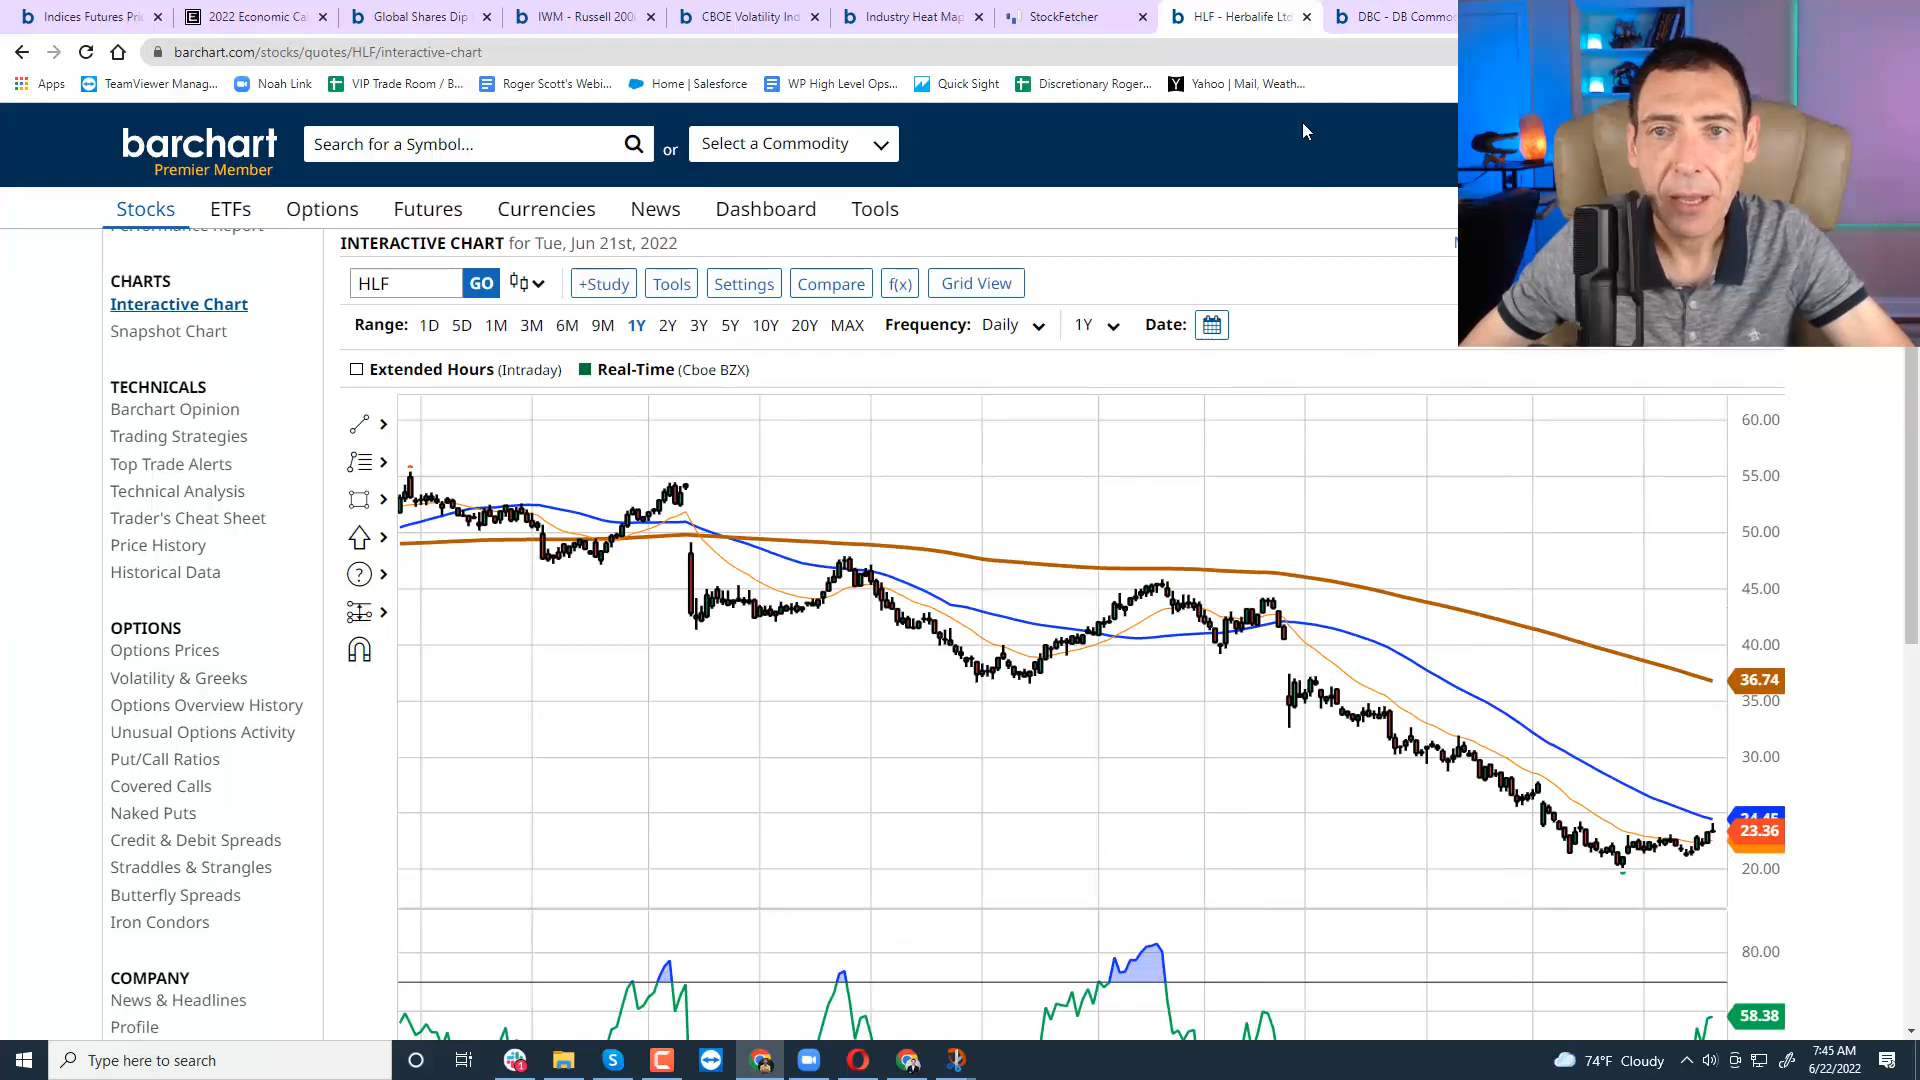 Indices Futures Pri
2022 Economic Ca
Global Shares Dip
IWM - Russell 200
CBOE Volatility Ind
Industry Heat Map
StockFetcher
HLF - Herbalife Ltd
DBC - DB Commo
barchart.com/stocks/quotes/HLF/interactive-chart
Apps
TeamViewer Manag...
Noah Link
VIP Trade Room / B...
Roger Scott's Webi...
Home | Salesforce
WP High Level Ops...
Quick Sight
Discretionary Roger...
Yahoo | Mail, Weath...
barchart
Premier Member
Search for a Symbol...
or
Select a Commodity
Stocks
ETFs
Options
Futures
Currencies
News
Dashboard
Tools
Performance Report
CHARTS
Interactive Chart
Snapshot Chart
TECHNICALS
Barchart Opinion
Trading Strategies
Top Trade Alerts
Technical Analysis
Trader's Cheat Sheet
Price History
Historical Data
OPTIONS
Options Prices
Volatility & Greeks
Options Overview History
Unusual Options Activity
Put/Call Ratios
Covered Calls
Naked Puts
Credit & Debit Spreads
Straddles & Strangles
Butterfly Spreads
Iron Condors
COMPANY
News & Headlines
Profile
INTERACTIVE CHART for Tue, Jun 21st, 2022
HLF
GO
+Study
Tools
Settings
Compare
f(x)
Grid View
Range: 1D 5D 1M 3M 6M 9M 1Y 2Y 3Y 5Y 10Y 20Y MAX
Frequency: Daily
1Y
Date:
Extended Hours (Intraday)
Real-Time (Cboe BZX)
60.00
55.00
50.00
45.00
40.00
36.74
35.00
30.00
24.45
23.36
20.00
80.00
58.38
Type here to search
74°F Cloudy
7:45 AM
6/22/2022